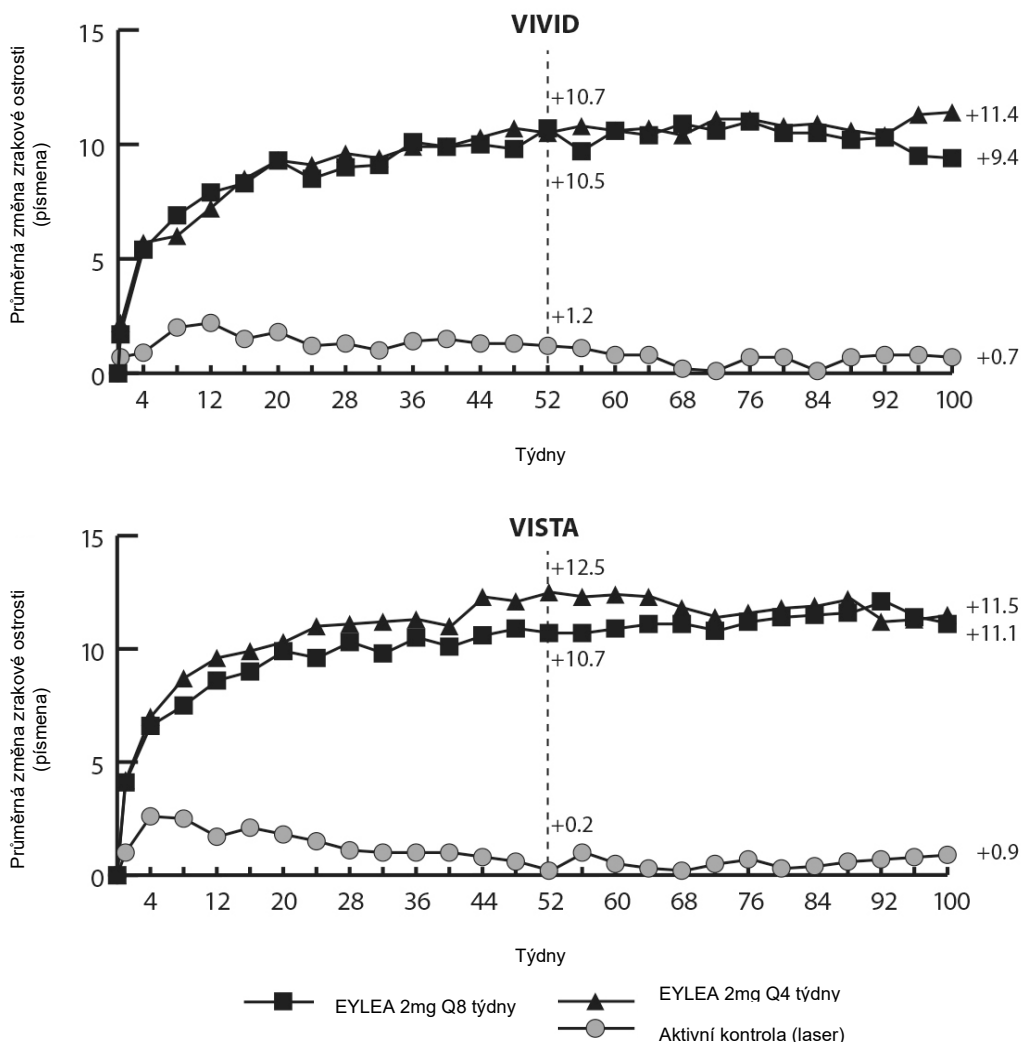 VIVID
Průměrná změna zrakové ostrosti
(písmena)
15
10
5
0
+10.7
+10.5
+1.2
+11.4
+9.4
+0.7
4 12 20 28 36 44 52 60 68 76 84 92 100
Týdny
VISTA
Průměrná změna zrakové ostrosti
(písmena)
15
10
5
0
+12.5
+10.7
+0.2
+11.5
+11.1
+0.9
4 12 20 28 36 44 52 60 68 76 84 92 100
Týdny
EYLEA 2mg Q8 týdny
EYLEA 2mg Q4 týdny
Aktivní kontrola (laser)